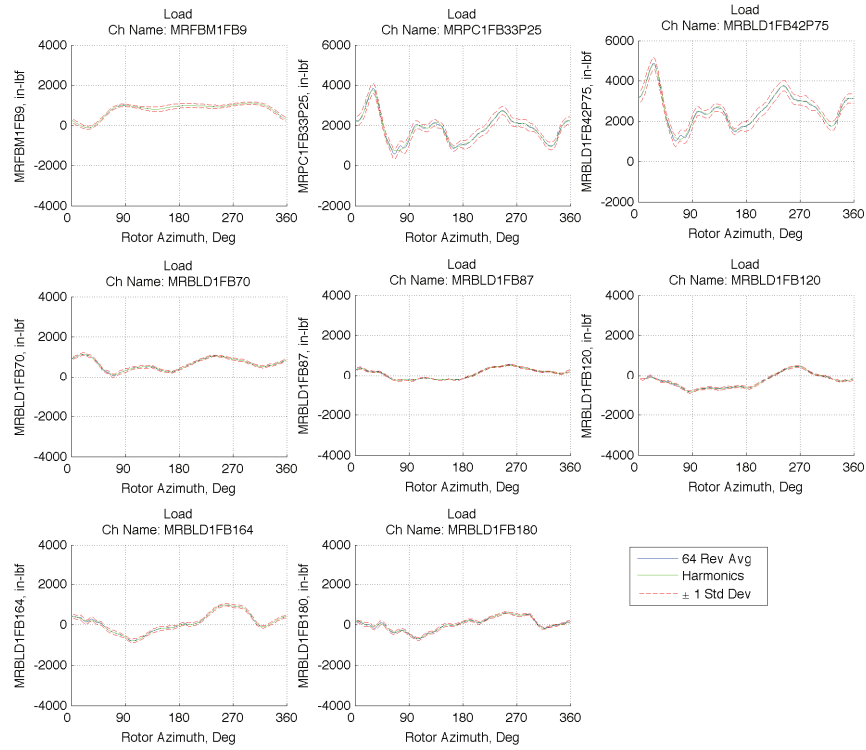 Load
Ch Name: MRFBM1FB9
MRFBM1FB9, in-lbf
4000
2000
0
-2000
-4000
0 90 180 270 360
Rotor Azimuth, Deg
Load
Ch Name: MRPC1FB33P25
MRPC1FB33P25, in-lbf
6000
4000
2000
0
-2000
0 90 180 270 360
Rotor Azimuth, Deg
Load
Ch Name: MRBLD1FB42P75
MRBLD1FB42P75, in-lbf
6000
4000
2000
0
-2000
0 90 180 270 360
Rotor Azimuth, Deg
Load
Ch Name: MRBLD1FB70
MRBLD1FB70, in-lbf
4000
2000
0
-2000
-4000
0 90 180 270 360
Rotor Azimuth, Deg
Load
Ch Name: MRBLD1FB87
MRBLD1FB87, in-lbf
4000
2000
0
-2000
-4000
0 90 180 270 360
Rotor Azimuth, Deg
Load
Ch Name: MRBLD1FB120
MRBLD1FB120, in-lbf
4000
2000
0
-2000
-4000
0 90 180 270 360
Rotor Azimuth, Deg
Load
Ch Name: MRBLD1FB164
MRBLD1FB164, in-lbf
4000
2000
0
-2000
-4000
0 90 180 270 360
Rotor Azimuth, Deg
Load
Ch Name: MRBLD1FB180
MRBLD1FB180, in-lbf
4000
2000
0
-2000
-4000
0 90 180 270 360
Rotor Azimuth, Deg
64 Rev Avg
Harmonics
± 1 Std Dev